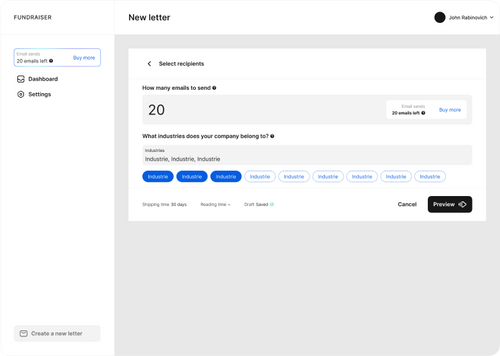 FUNDRAISER
New letter
John Rabinovich
Email sends
20 emails left
Buy more
Dashboard
Settings
Select recipients
How many emails to send
20
Email sends
20 emails left
Buy more
What industries does your company belong to?
Industries
Industrie, Industrie, Industrie
Industrie Industrie Industrie Industrie Industrie Industrie Industrie Industrie Industrie
Shipping time 30 days
Reading time –
Draft Saved
Cancel
Preview
Create a new letter